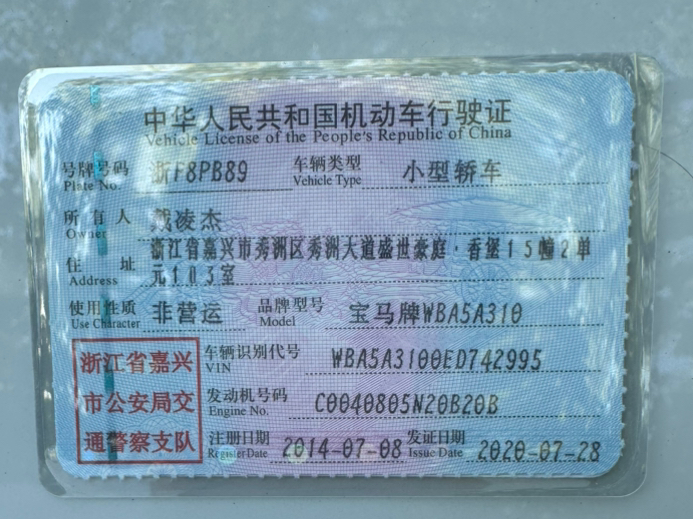 中华人民共和国机动车行驶证
Vehicle License of the People's Republic of China
号牌号码 浙F8PB89 车辆类型 小型轿车
Plate No. Vehicle Type
所有人 戴凌杰
Owner
住址 浙江省嘉兴市秀洲区秀洲大道盛世豪庭·香堡15幢2单
Address 元103室
使用性质 非营运 品牌型号 宝马牌WBA5A310
Use Character Model
浙江省嘉兴 车辆识别代号 WBA5A3100ED742995
VIN
市公安局交 发动机号码 C0040805N20B20B
Engine No.
通警察支队 注册日期 2014-07-08 发证日期 2020-07-28
Register Date Issue Date